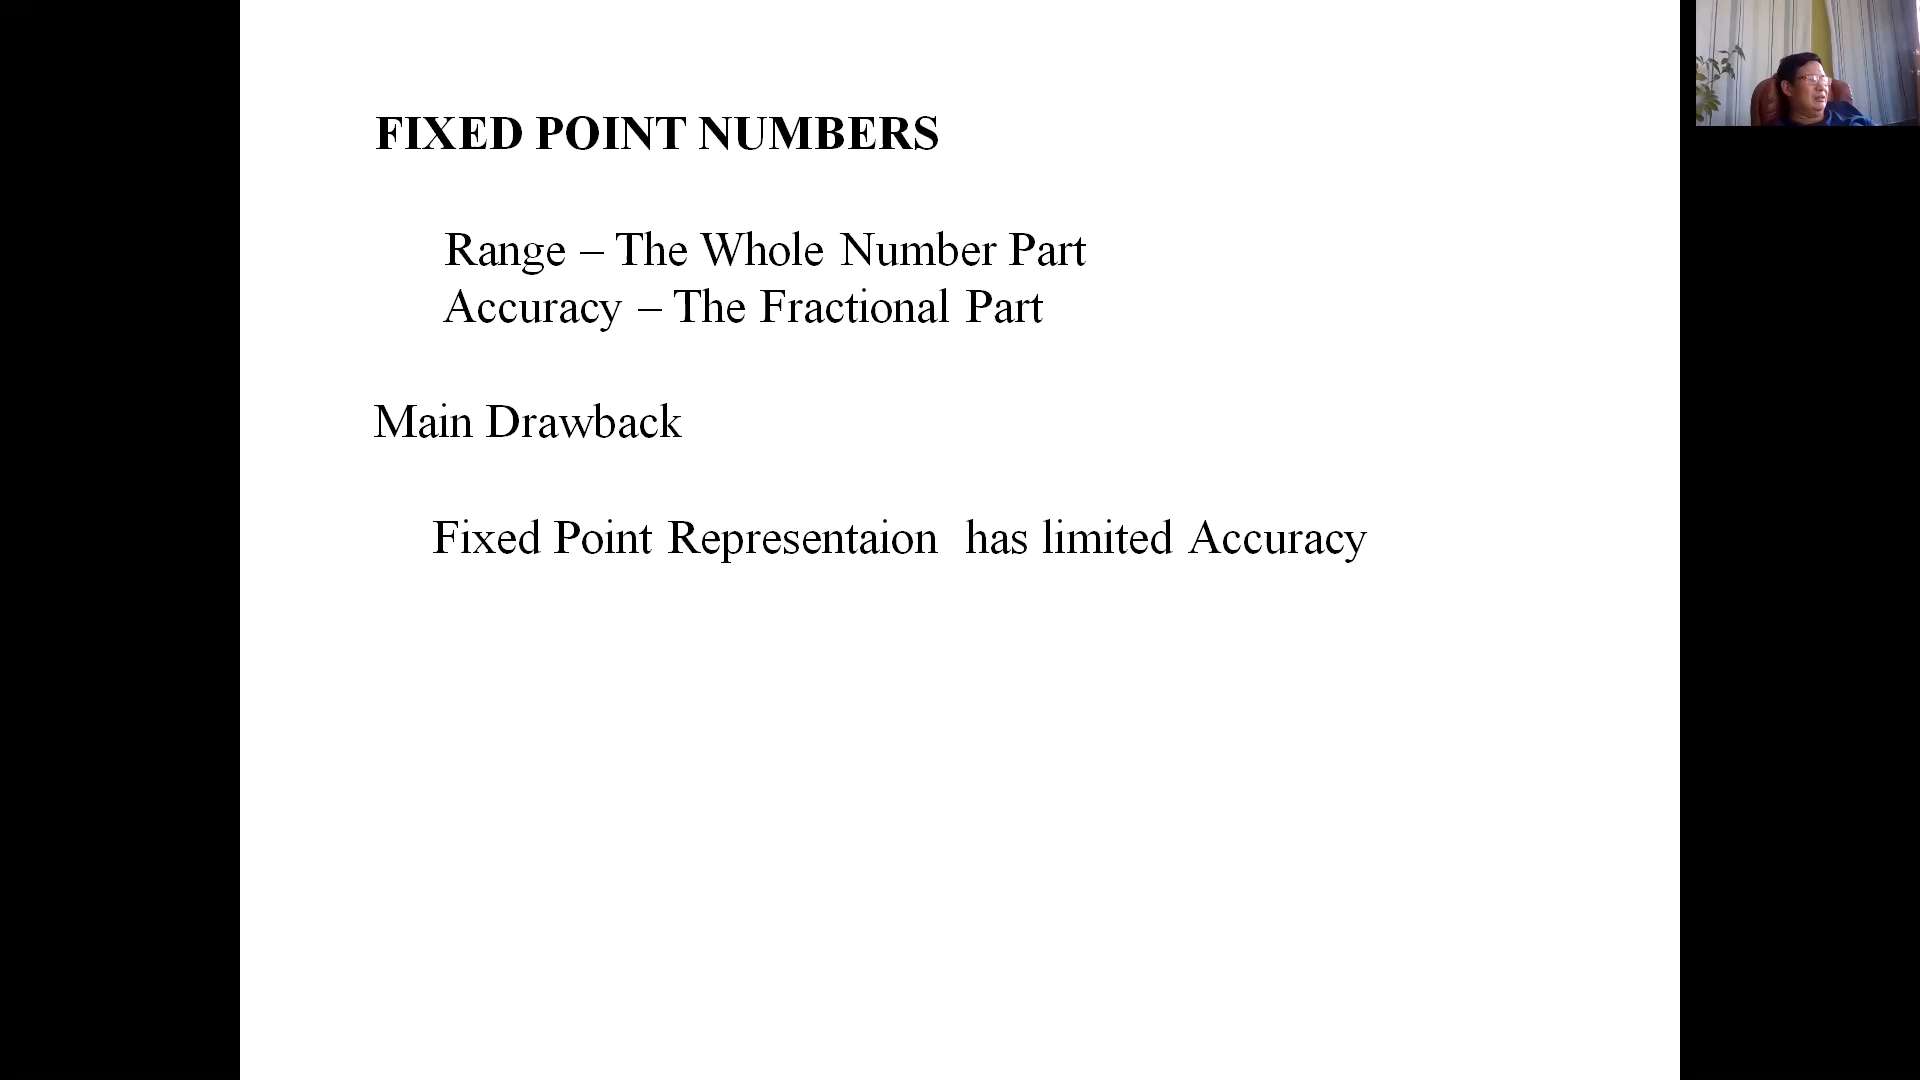 FIXED POINT NUMBERS
Range – The Whole Number Part
Accuracy – The Fractional Part
Main Drawback
Fixed Point Representaion  has limited Accuracy